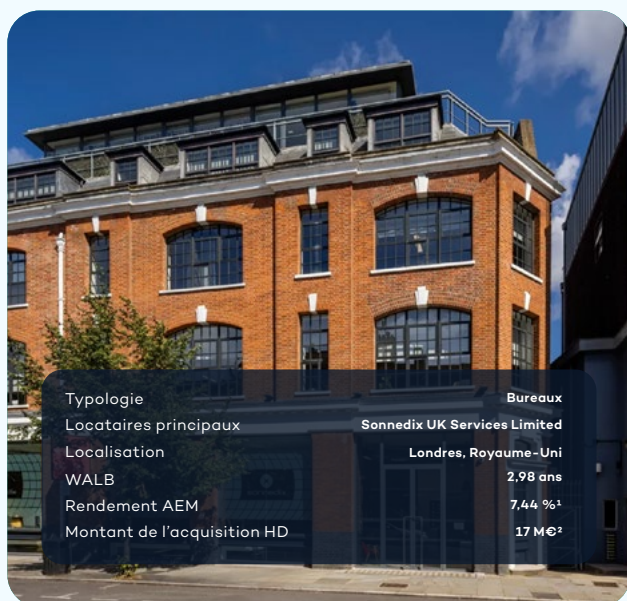 Typologie Bureaux
Locataires principaux Sonnedix UK Services Limited
Localisation Londres, Royaume-Uni
WALB 2,98 ans
Rendement AEM 7,44 %¹
Montant de l'acquisition HD 17 M€²